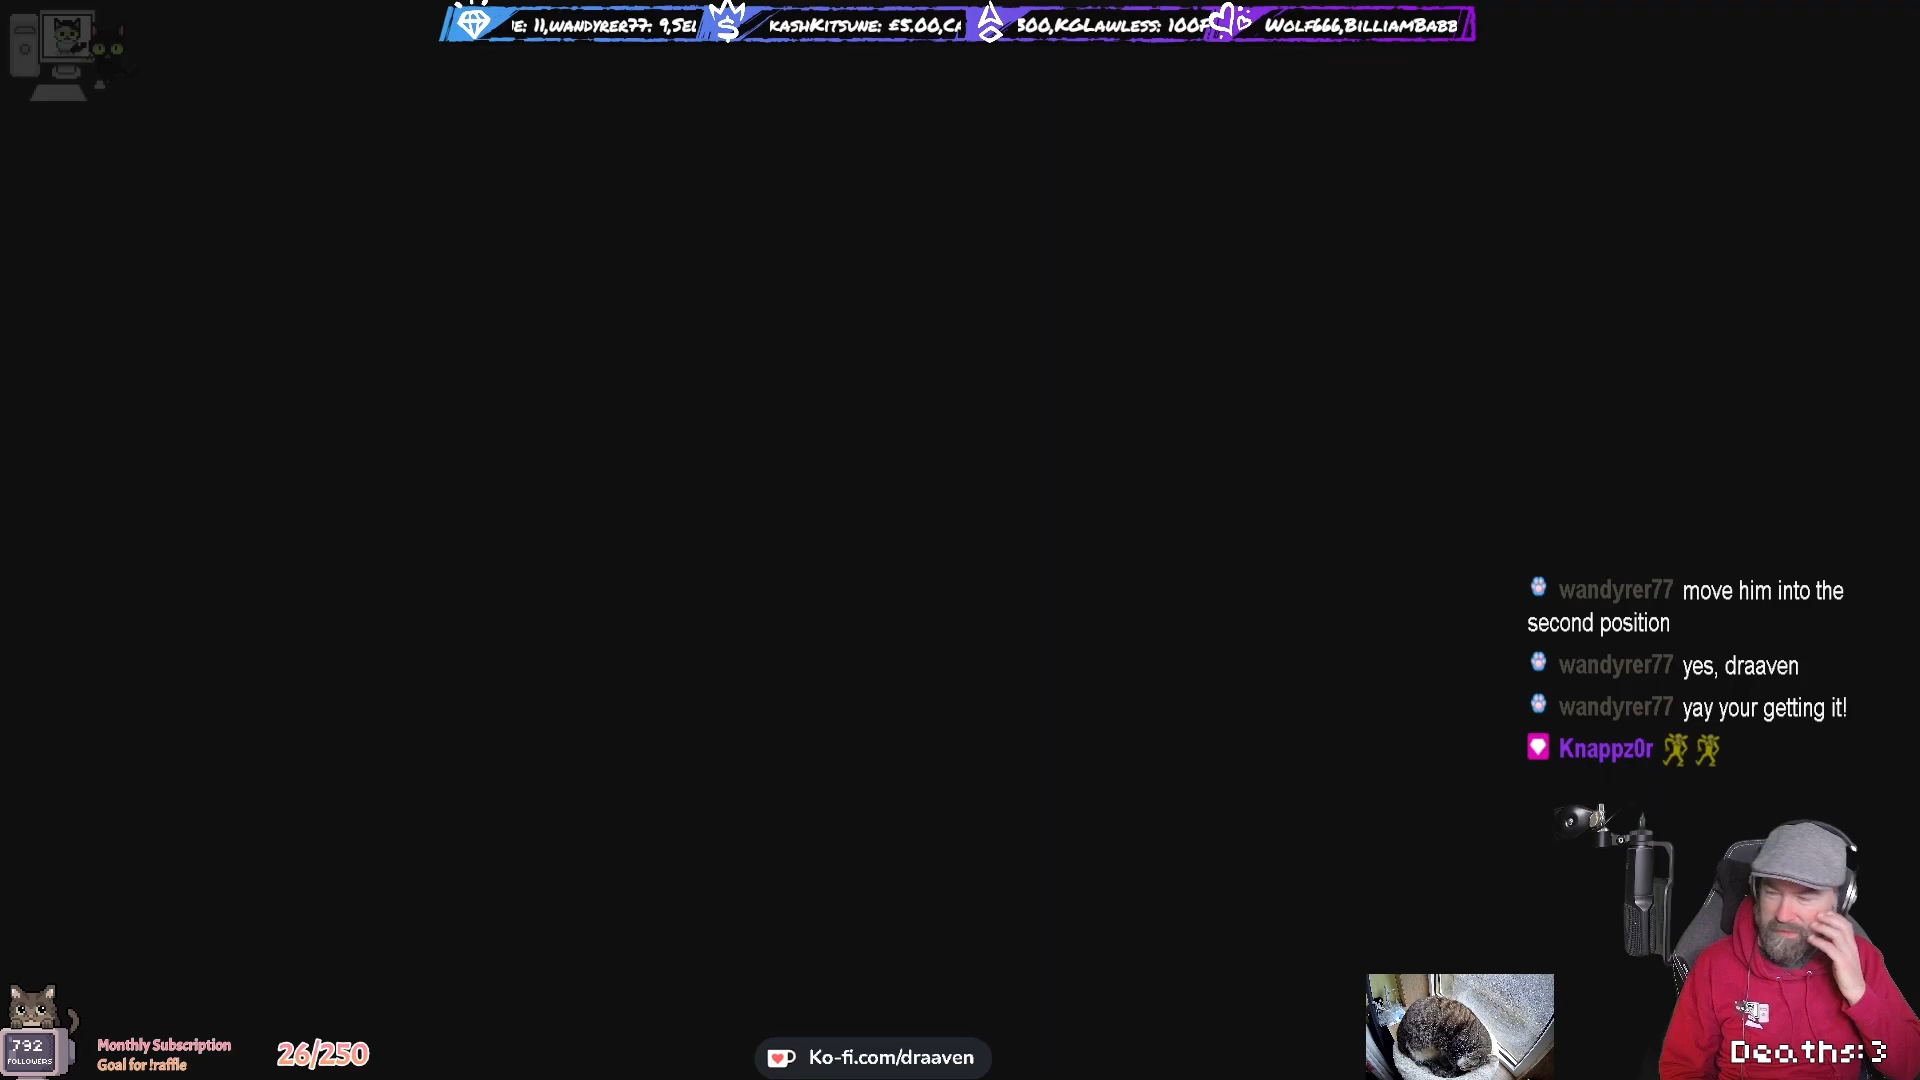 E: 11,wandyrer77: 9,Sel
kashKitsune: £5.00,Ca
500,KGLawless: 100
Wolf666,BilliamBabb
wandyrer77 move him into the
second position
wandyrer77 yes, draaven
wandyrer77 yay your getting it!
Knappz0r
792
FOLLOWERS
Monthly Subscription
Goal for !raffle
26/250
Ko-fi.com/draaven
Deaths:3